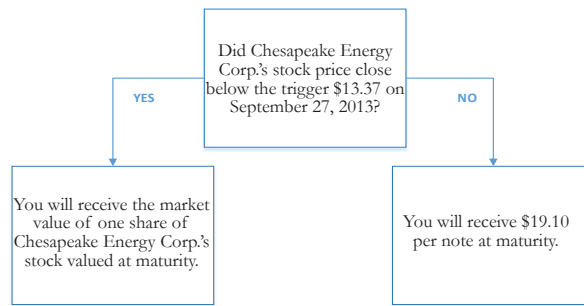 Did Chesapeake Energy
Corp.'s stock price close
below the trigger $13.37 on
September 27, 2013?
YES
NO
You will receive the market
value of one share of
Chesapeake Energy Corp.'s
stock valued at maturity.
You will receive $19.10
per note at maturity.